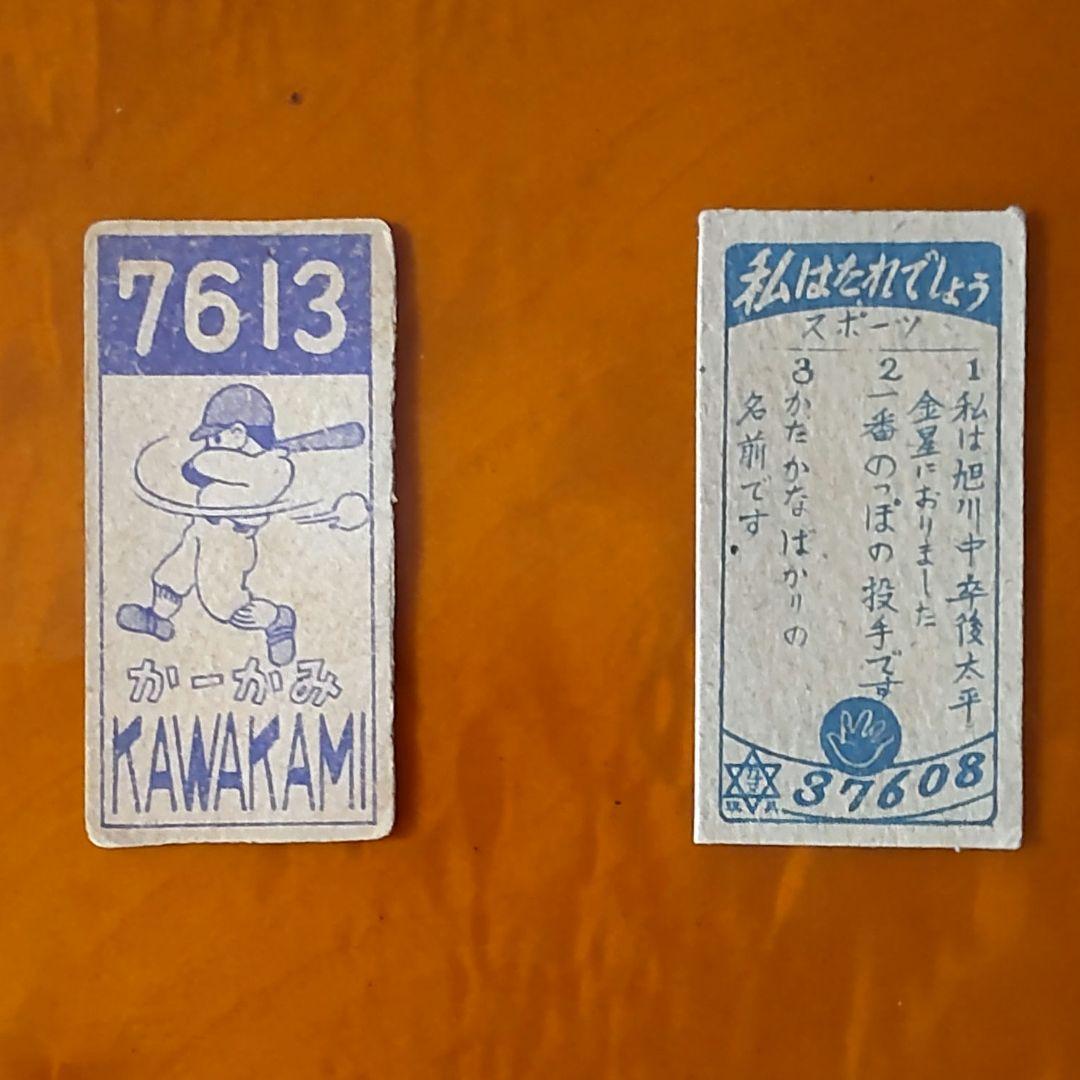 7613
かーかみ
KAWAKAMI
私はたれでしょう
スポーツ
1 私は旭川中卒後太平
金星におりました
2 一番のっぽの投手です
3 かたかなばかりの
名前です
37608